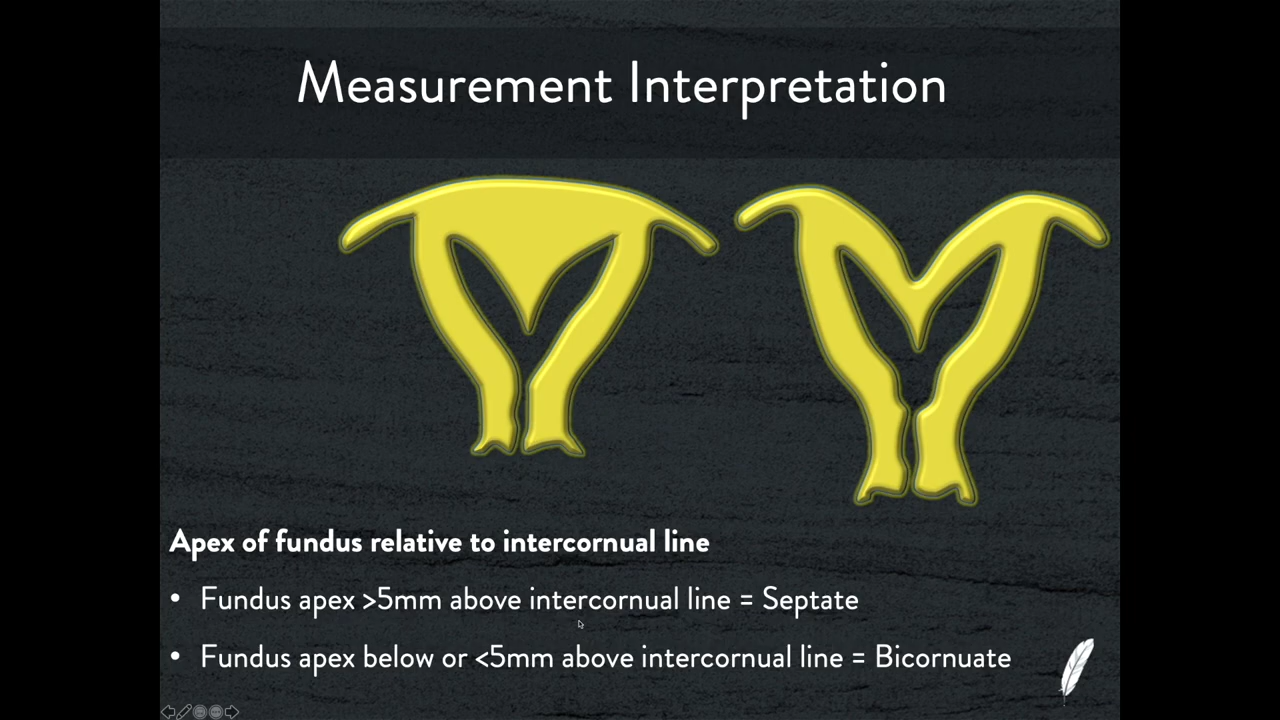 Measurement Interpretation
Apex of fundus relative to intercornual line
• Fundus apex >5mm above intercornual line = Septate
• Fundus apex below or <5mm above intercornual line = Bicornuate